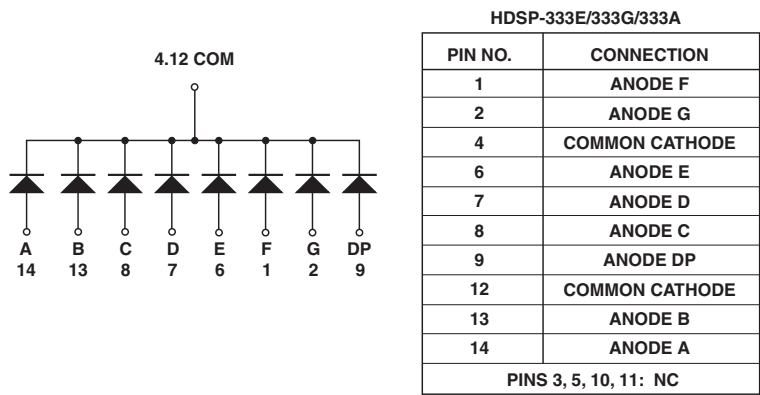 4.12 COM
A B C D E F G DP
14 13 8 7 6 1 2 9
HDSP-333E/333G/333A
PIN NO. CONNECTION
1 ANODE F
2 ANODE G
4 COMMON CATHODE
6 ANODE E
7 ANODE D
8 ANODE C
9 ANODE DP
12 COMMON CATHODE
13 ANODE B
14 ANODE A
PINS 3, 5, 10, 11: NC